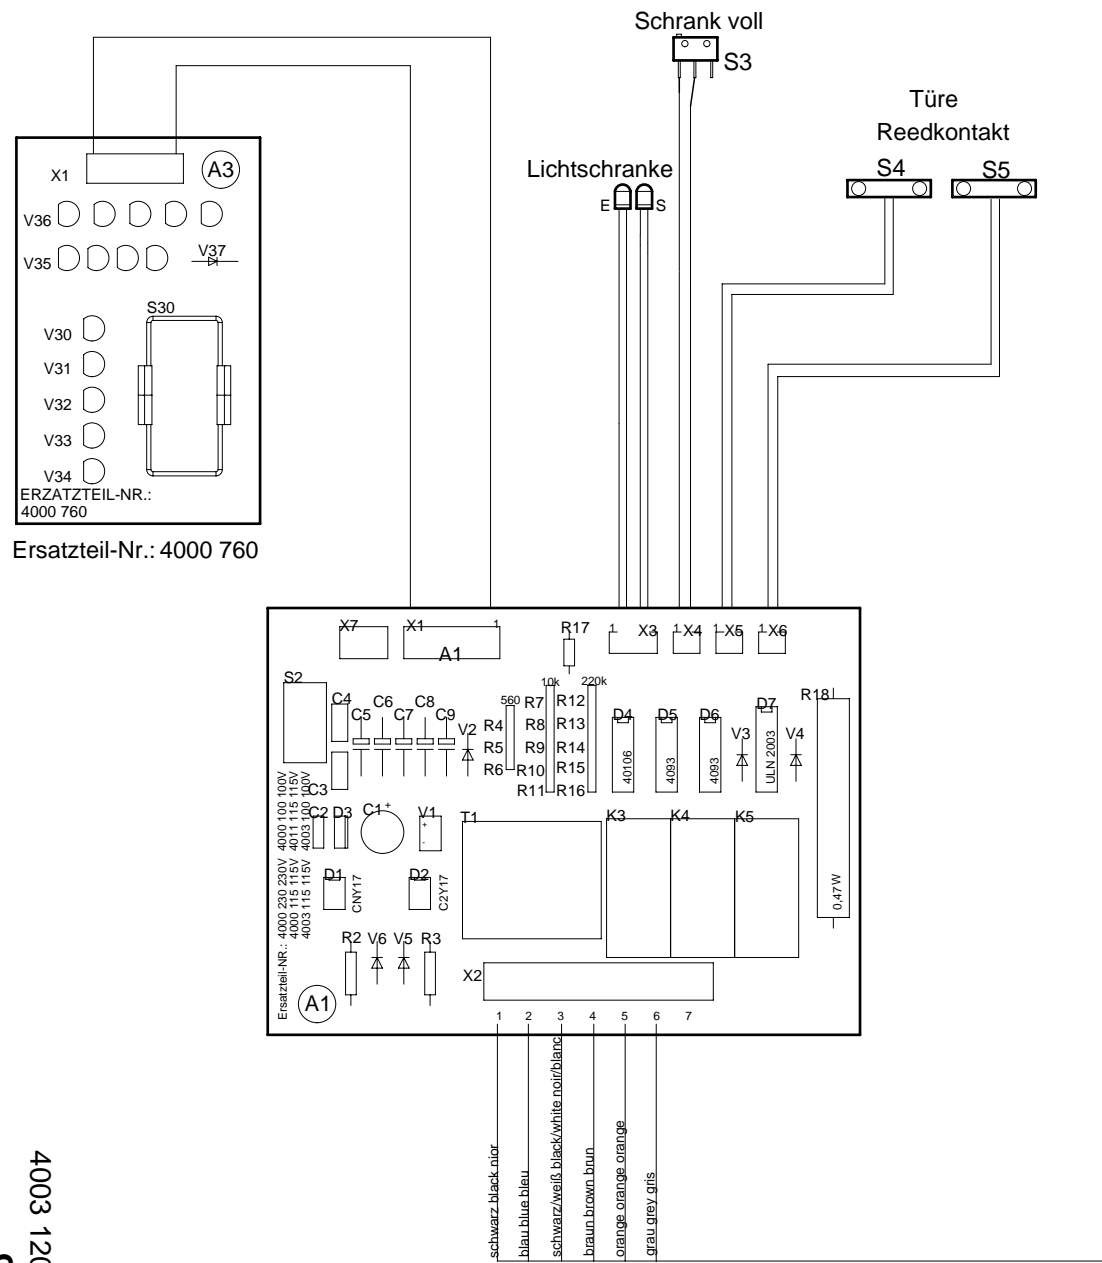 Schrank voll
S3
Türe
Reedkontakt
S4
S5
Lichtschranke
E
S
X1
A3
V36
V35
V37
S30
V30
V31
V32
V33
V34
ERZATZTEIL-NR.:
4000 760
Ersatzteil-Nr.: 4000 760
X7
X1
1
A1
R17
1
X3
1
X4
1
X5
1
X6
S2
C4
C5
C6
C7
C8
C9
V2
560
R4
R5
R6
10k
R7
R8
R9
R10
R11
220k
R12
R13
R14
R15
R16
D4
40106
D5
4093
D6
4093
V3
D7
ULN 2003
V4
R18
0,47W
C3
C2
D3
C1
+
V1
+
-
T1
K3
K4
K5
4000 100 100V
4011 115 115V
4003 100 100V
D1
CNY17
D2
C2Y17
Ersatzteil-NR.: 4000 230 230V
4000 115 115V
4003 115 115V
R2
V6
V5
R3
X2
A1
1
2
3
4
5
6
7
schwarz black nior
blau blue bleu
schwarz/weiß black/white noir/blanc
braun brown brun
orange orange orange
grau grey gris
4003 120